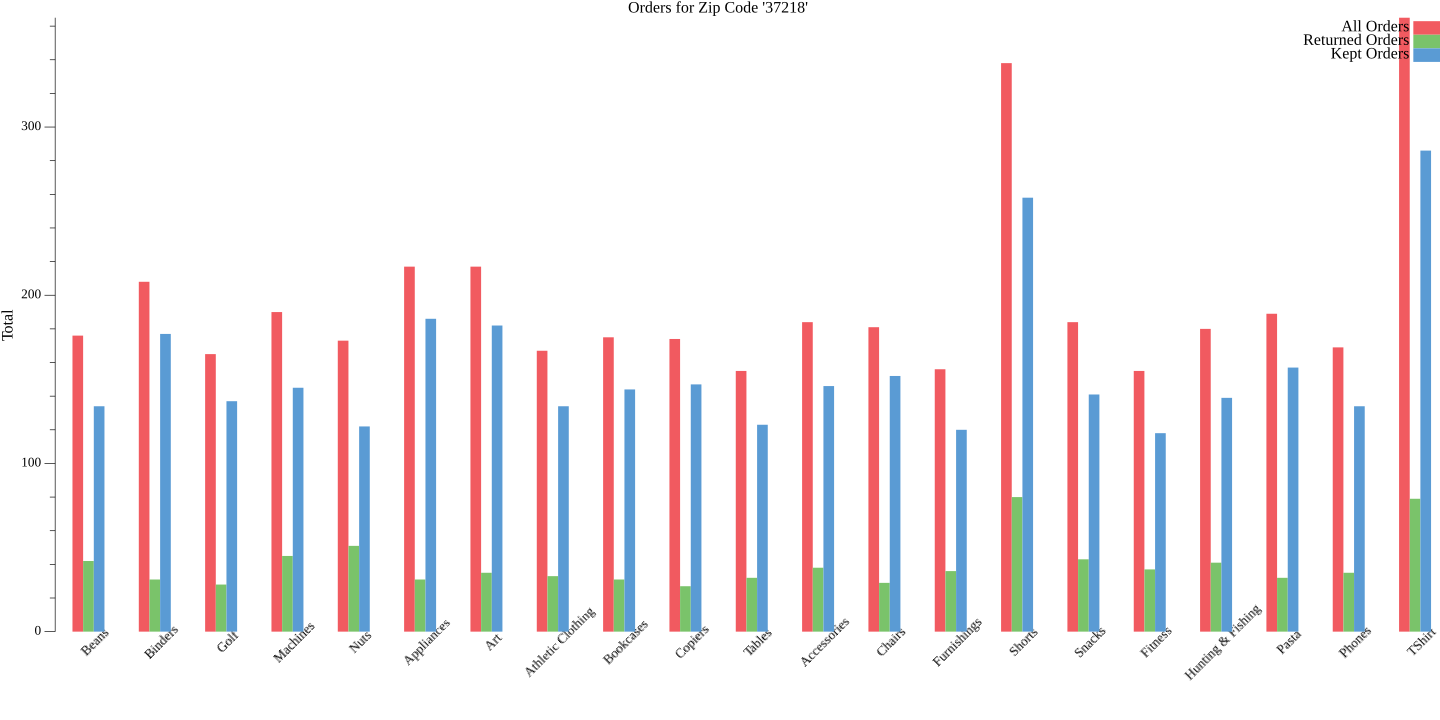 Orders for Zip Code '37218'
All Orders
Returned Orders
Kept Orders
Total
300
200
100
0
Beans
Binders
Golf
Machines
Nuts
Appliances
Art
Athletic Clothing
Bookcases
Copiers
Tables
Accessories
Chairs
Furnishings
Shorts
Snacks
Fitness
Hunting & Fishing
Pasta
Phones
TShirt